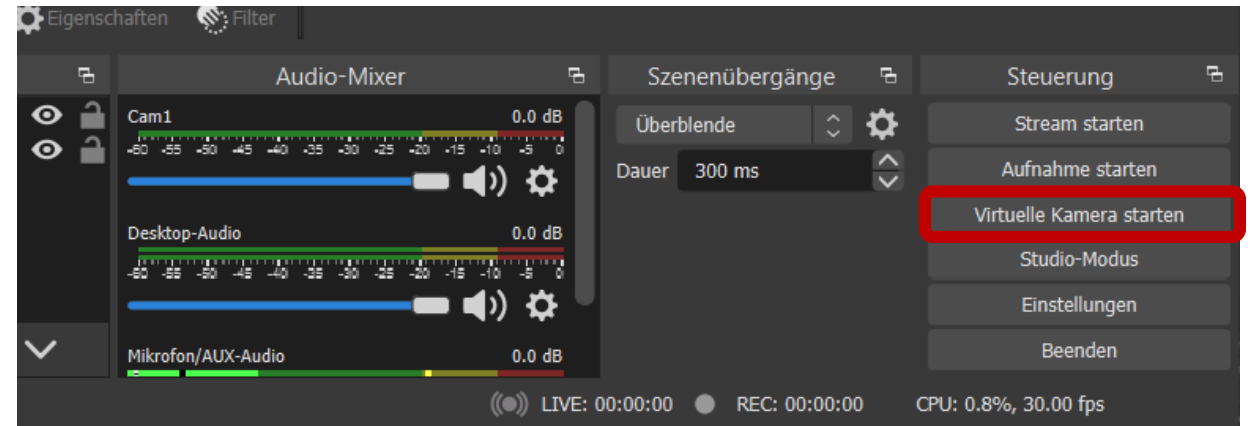 Eigenschaften Filter
Audio-Mixer
Cam1 0.0 dB
-60 -55 -50 -45 -40 -35 -30 -25 -20 -15 -10 -5 0
Desktop-Audio 0.0 dB
-60 -55 -50 -45 -40 -35 -30 -25 -20 -15 -10 -5 0
Mikrofon/AUX-Audio 0.0 dB
Szenenübergänge
Überblende
Dauer 300 ms
Steuerung
Stream starten
Aufnahme starten
Virtuelle Kamera starten
Studio-Modus
Einstellungen
Beenden
LIVE: 00:00:00 REC: 00:00:00 CPU: 0.8%, 30.00 fps